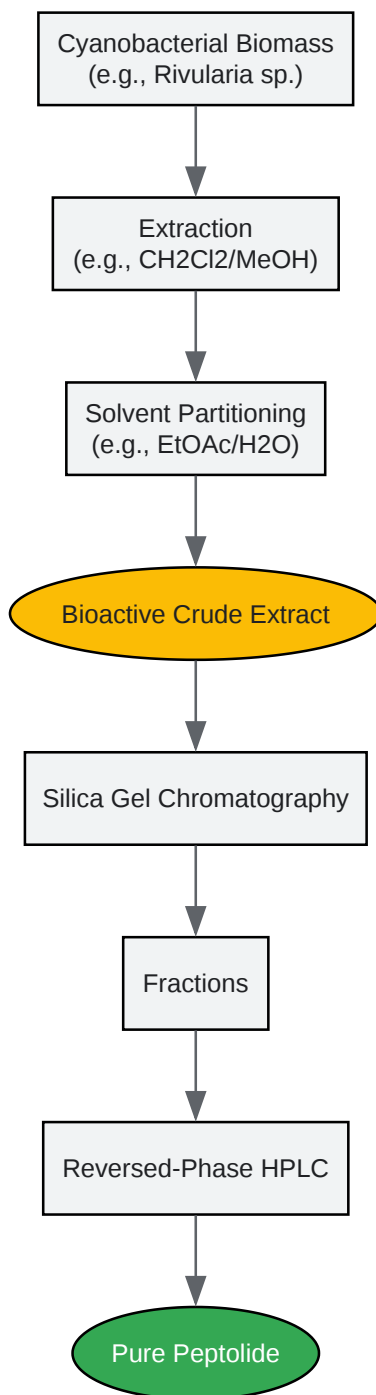 Cyanobacterial Biomass
(e.g., Rivularia sp.)
Extraction
(e.g., CH2Cl2/MeOH)
Solvent Partitioning
(e.g., EtOAc/H2O)
Bioactive Crude Extract
Silica Gel Chromatography
Fractions
Reversed-Phase HPLC
Pure Peptolide